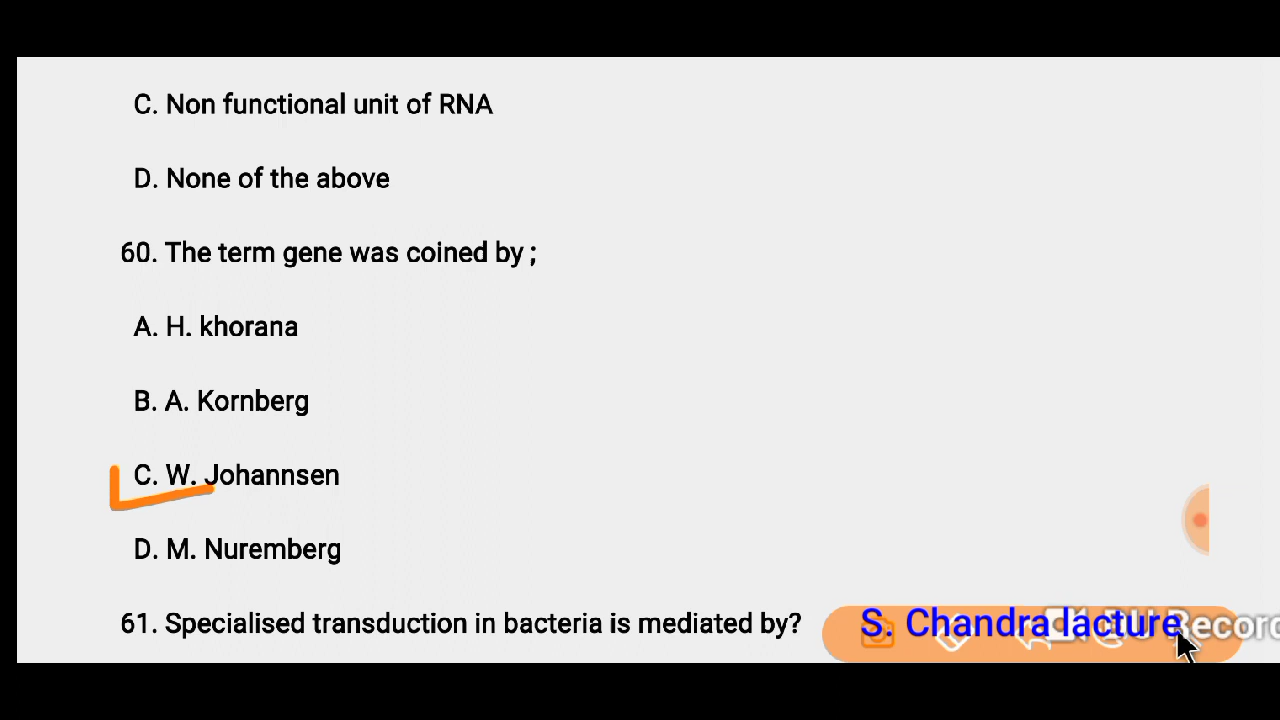 C. Non functional unit of RNA
D. None of the above
60. The term gene was coined by ;
A. H. khorana
B. A. Kornberg
C. W. Johannsen
D. M. Nuremberg
61. Specialised transduction in bacteria is mediated by?
S. Chandra lacture